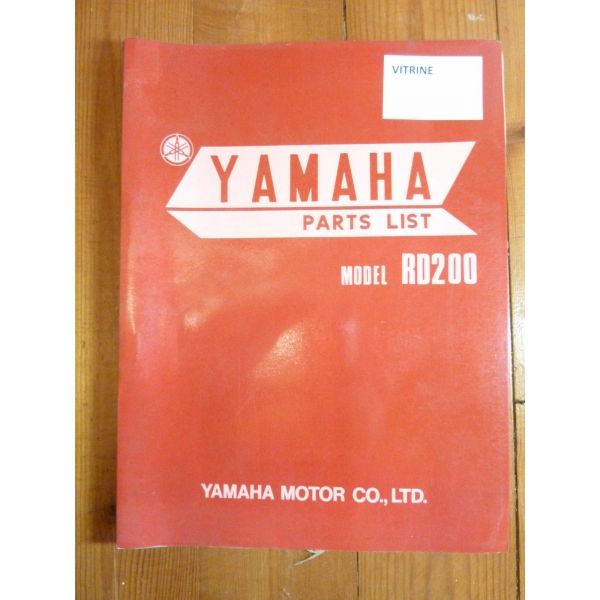 VITRINE
YAMAHA
PARTS LIST
MODEL RD200
YAMAHA MOTOR CO., LTD.